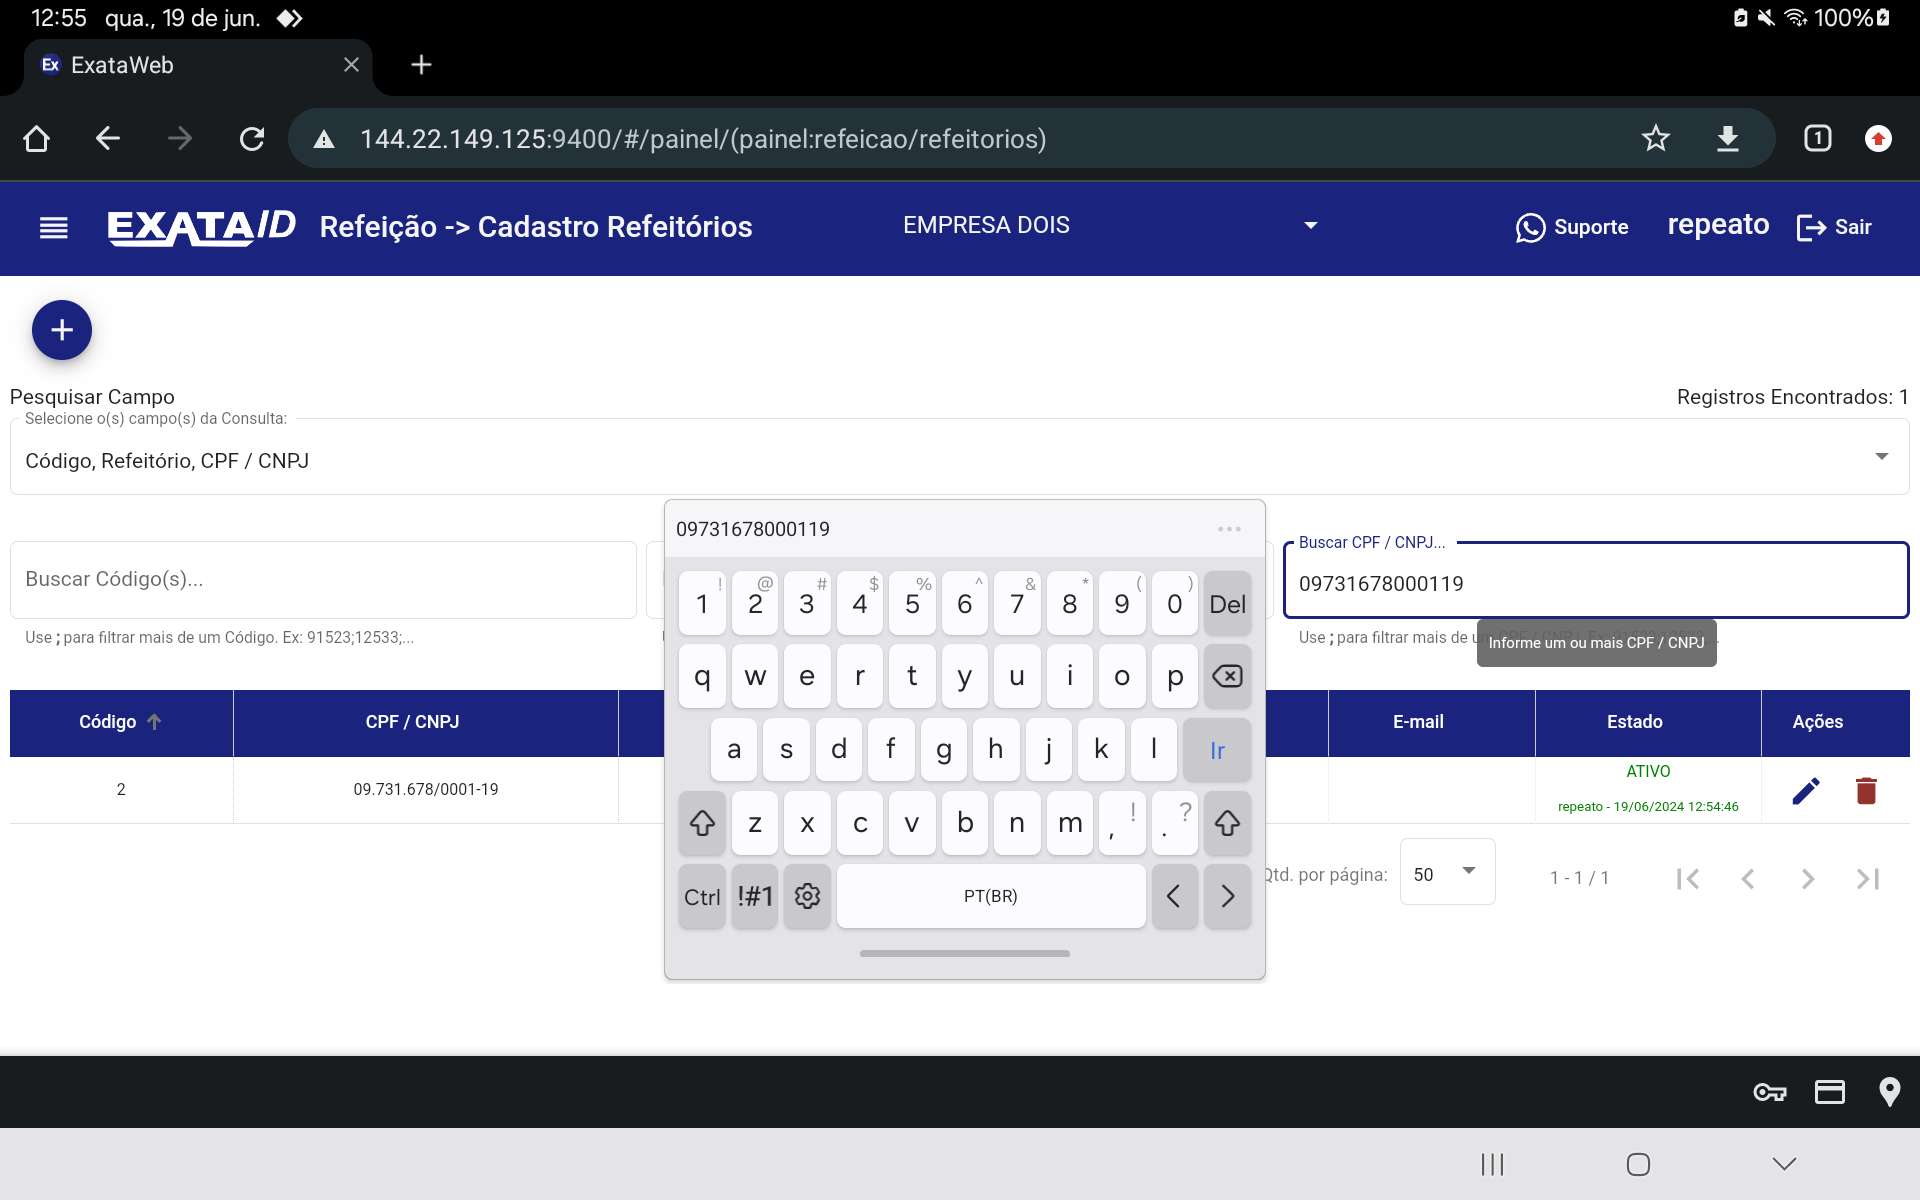 12:55 qua., 19 de jun. 100%
Ex ExataWeb
144.22.149.125:9400/#/painel/(painel:refeicao/refeitorios) 1
EXATA/ID Refeição -> Cadastro Refeitórios EMPRESA DOIS Suporte repeato Sair
+
Pesquisar Campo Registros Encontrados: 1
Selecione o(s) campo(s) da Consulta:
Código, Refeitório, CPF / CNPJ
09731678000119 ...
Buscar CPF / CNPJ...
Buscar Código(s)... 09731678000119
Use ; para filtrar mais de um Código. Ex: 91523;12533;... Use ; para filtrar mais de
Informe um ou mais CPF / CNPJ
! @ # $ % ^ & * ( )
1 2 3 4 5 6 7 8 9 0 Del
q w e r t y u i o p
a s d f g h j k l Ir
z x c v b n m , ! . ?
Ctrl !#1 PT(BR) < >
Código CPF / CNPJ E-mail Estado Ações
2 09.731.678/0001-19 ATIVO
repeato - 19/06/2024 12:54:46
Qtd. por página: 50 1 - 1 / 1